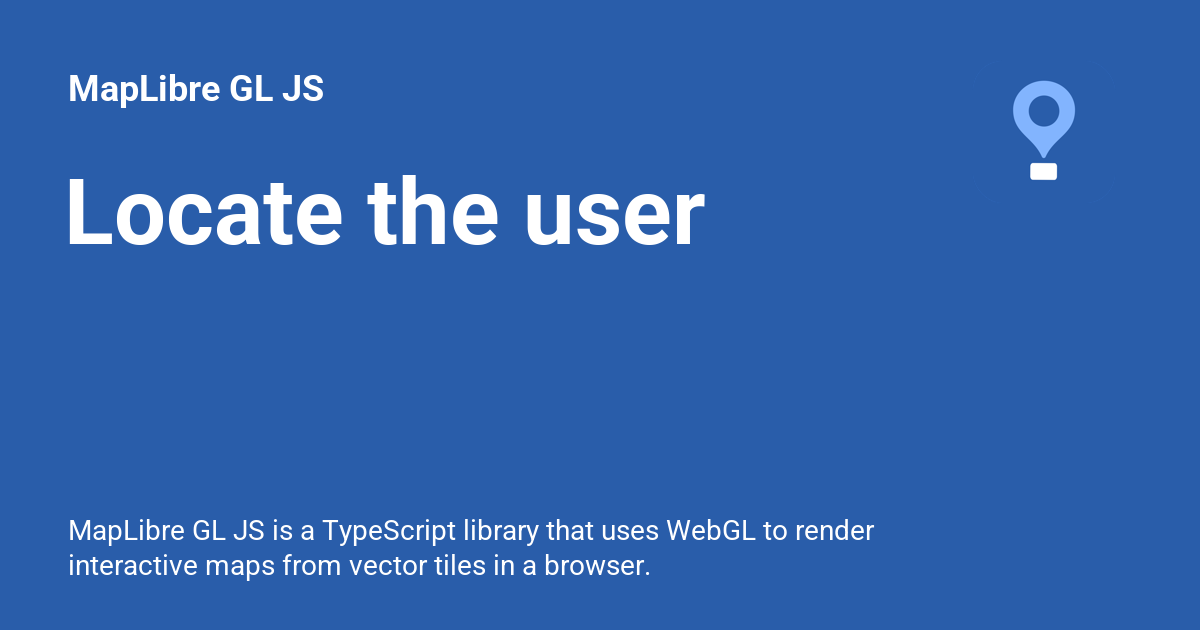 MapLibre GL JS
Locate the user
MapLibre GL JS is a TypeScript library that uses WebGL to render
interactive maps from vector tiles in a browser.